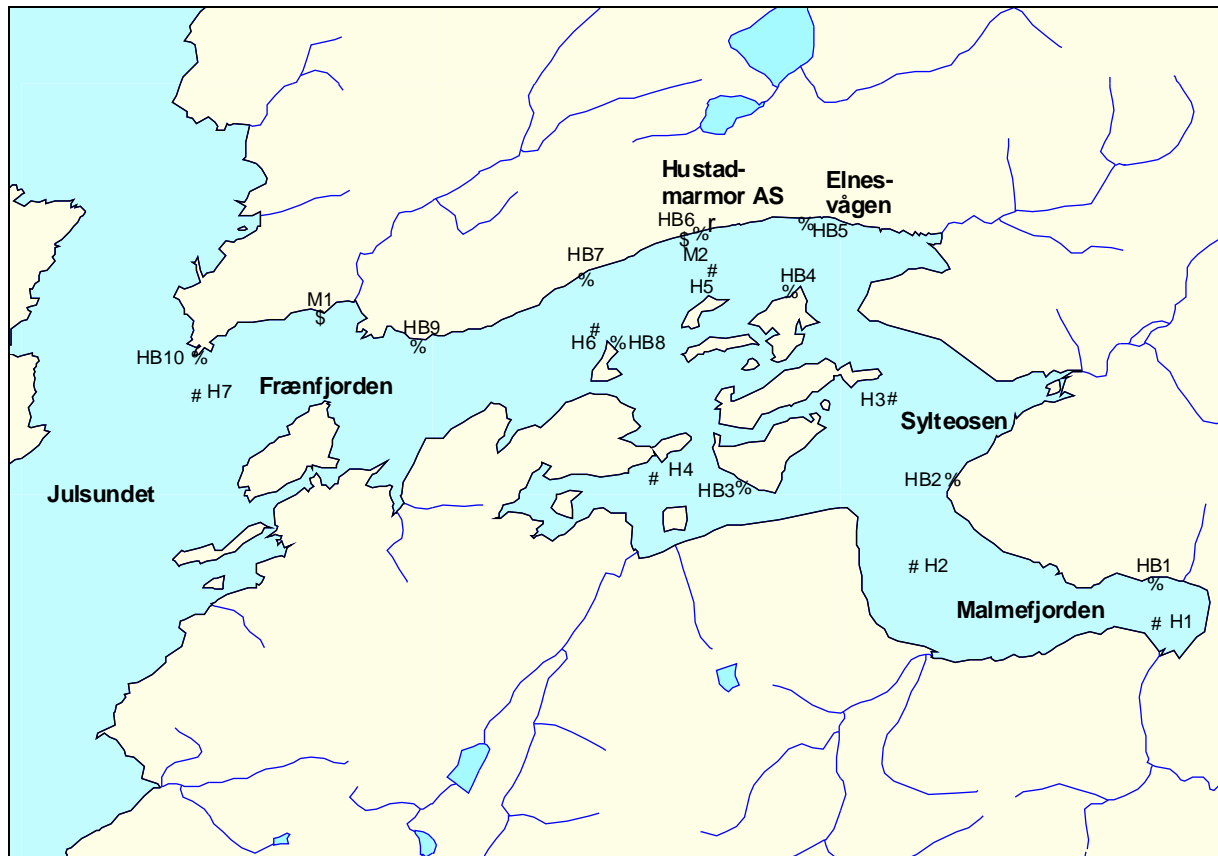 Hustad-
marmor AS
Elnes-
vågen
HB6
r
$ %
M2
%
HB5
HB7
%
#
H5
HB4
%
M1
$
HB9
%
#
H6
% HB8
HB10 %
# H7
Frænfjorden
H3 #
Sylteosen
H4
#
HB3 %
HB2 %
Julsundet
# H2
HB1
%
Malmefjorden
# H1